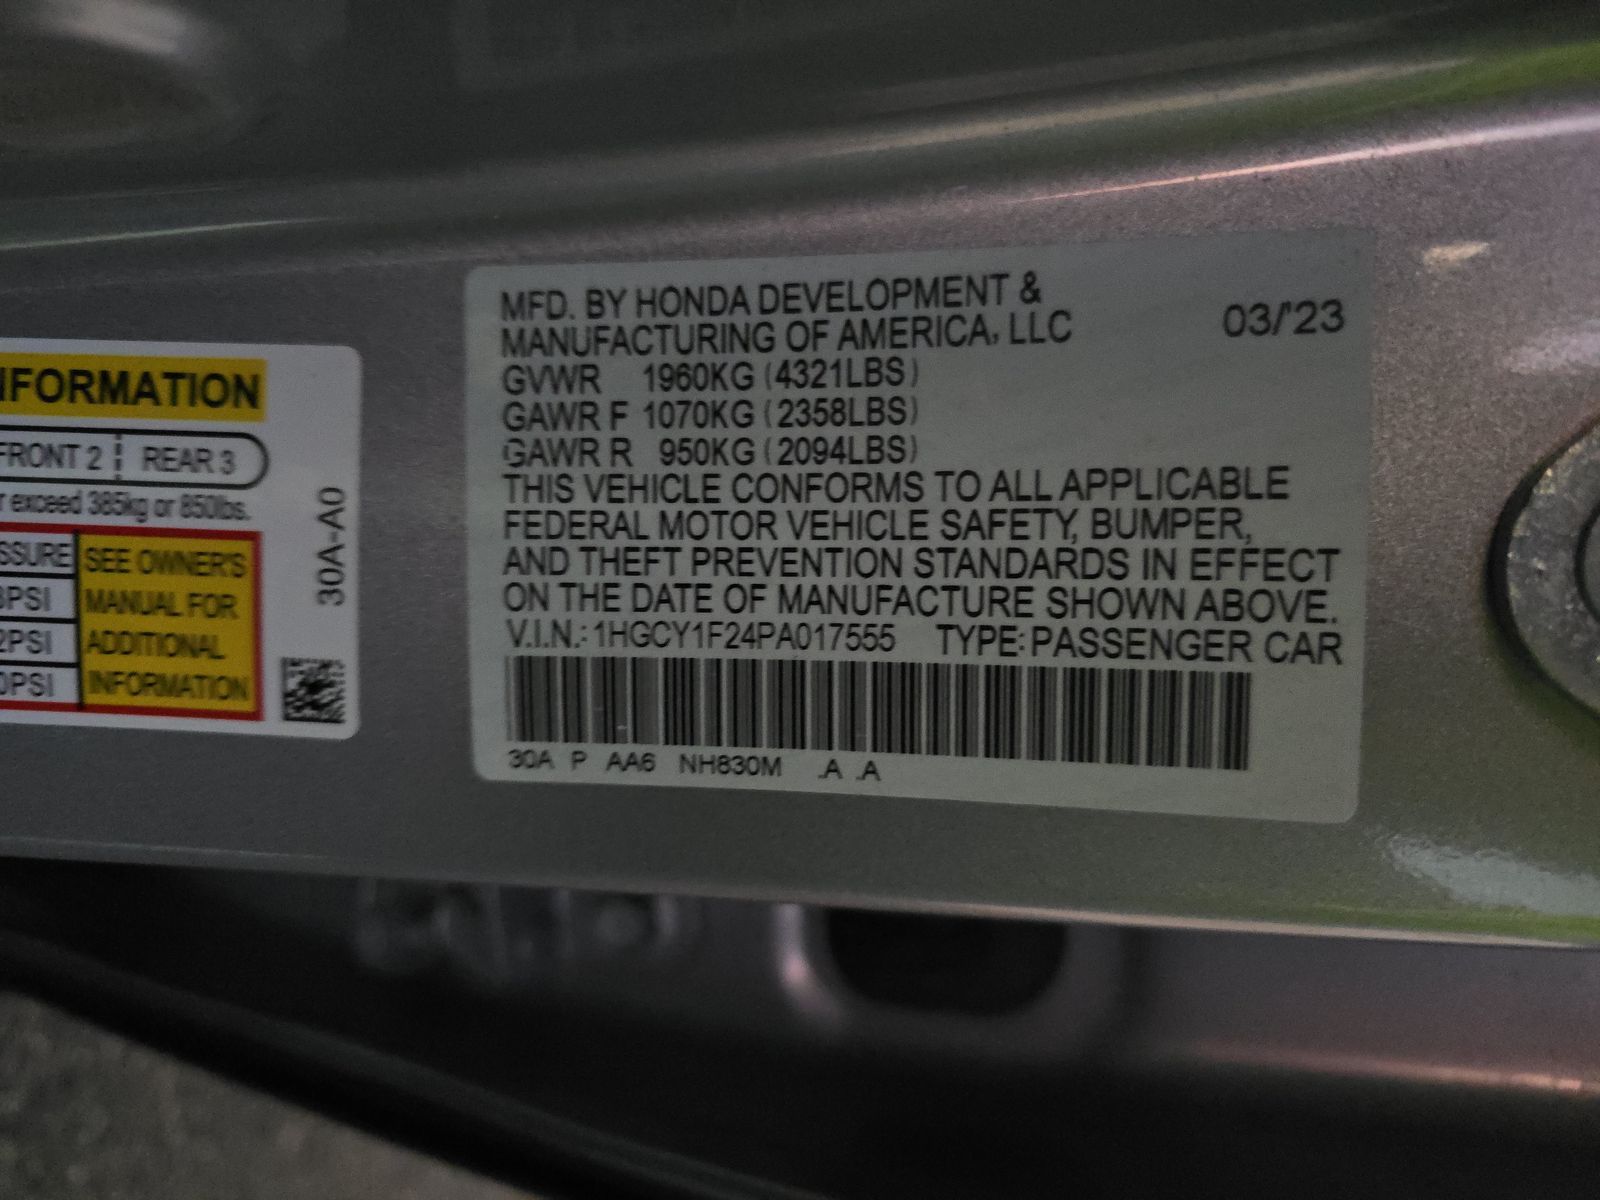 INFORMATION
FRONT 2 REAR 3
exceed 385kg or 850lbs.
SEE OWNER'S
MANUAL FOR
ADDITIONAL
INFORMATION
PSI
PSI
PSI
30A-A0
MFD. BY HONDA DEVELOPMENT &
MANUFACTURING OF AMERICA, LLC 03/'23
GVWR 1960KG (4321LBS)
GAWR F 1070KG (2358LBS)
GAWR R 950KG (2094LBS)
THIS VEHICLE CONFORMS TO ALL APPLICABLE
FEDERAL MOTOR VEHICLE SAFETY, BUMPER,
AND THEFT PREVENTION STANDARDS IN EFFECT
ON THE DATE OF MANUFACTURE SHOWN ABOVE.
V.I.N.: 1HGCY1F24PA017555 TYPE: PASSENGER CAR
30A P AA6 NH830M .A .A